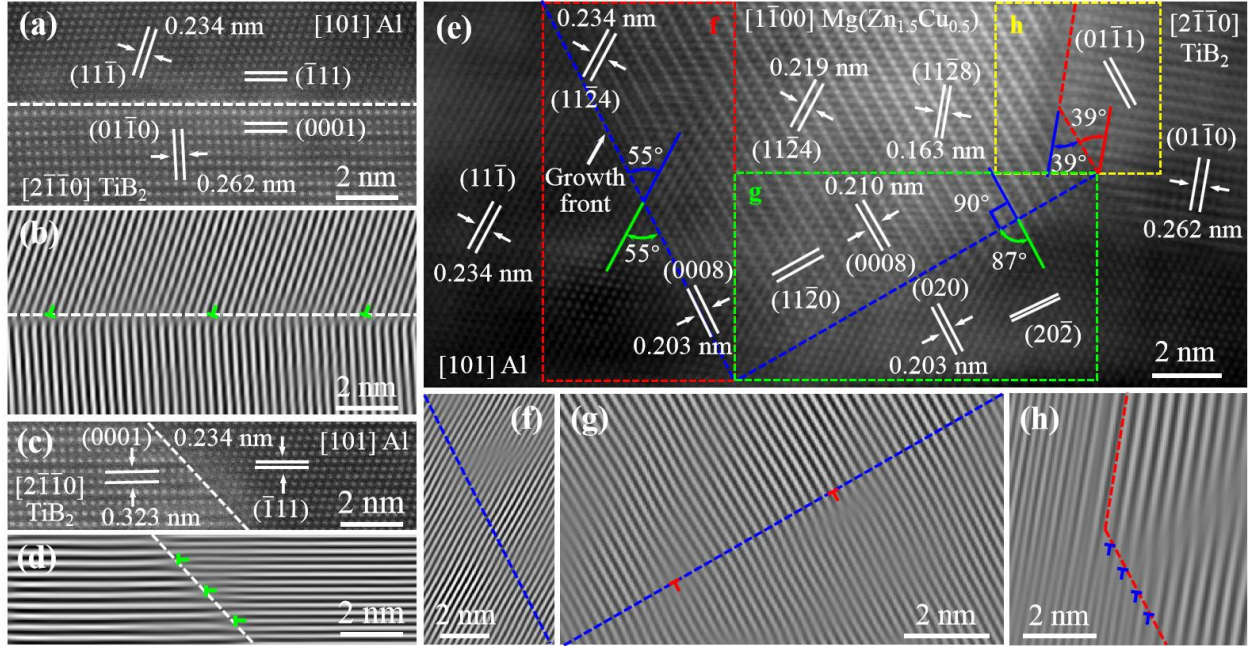 (a)
0.234 nm
[101] Al
(111̄)
(1̄11)
(011̄0)
(0001)
[21̄1̄0] TiB₂
0.262 nm
2 nm
(b)
2 nm
(c)
(0001)
0.234 nm
[101] Al
[21̄1̄0]
TiB₂
0.323 nm
(1̄11)
2 nm
(d)
2 nm
(e)
0.234 nm
f
[11̄00] Mg(Zn₁.₅Cu₀.₅)
h
(011̄1)
[21̄1̄0]
TiB₂
(112̄4)
0.219 nm
(112̄8)
39°
(112̄4)
0.163 nm
39°
(011̄0)
0.262 nm
(111̄)
0.234 nm
Growth
front
55°
55°
g
0.210 nm
90°
(0008)
(112̄0)
87°
(0008)
0.203 nm
(020)
0.203 nm
(202̄)
[101] Al
2 nm
(f)
2 nm
(g)
2 nm
(h)
2 nm